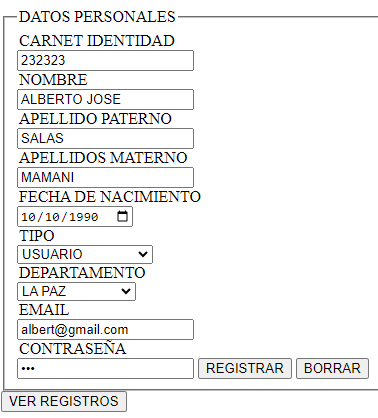 DATOS PERSONALES
CARNET IDENTIDAD
232323
NOMBRE
ALBERTO JOSE
APELLIDO PATERNO
SALAS
APELLIDOS MATERNO
MAMANI
FECHA DE NACIMIENTO
10/10/1990
TIPO
USUARIO
DEPARTAMENTO
LA PAZ
EMAIL
albert@gmail.com
CONTRASEÑA
••• REGISTRAR BORRAR
VER REGISTROS